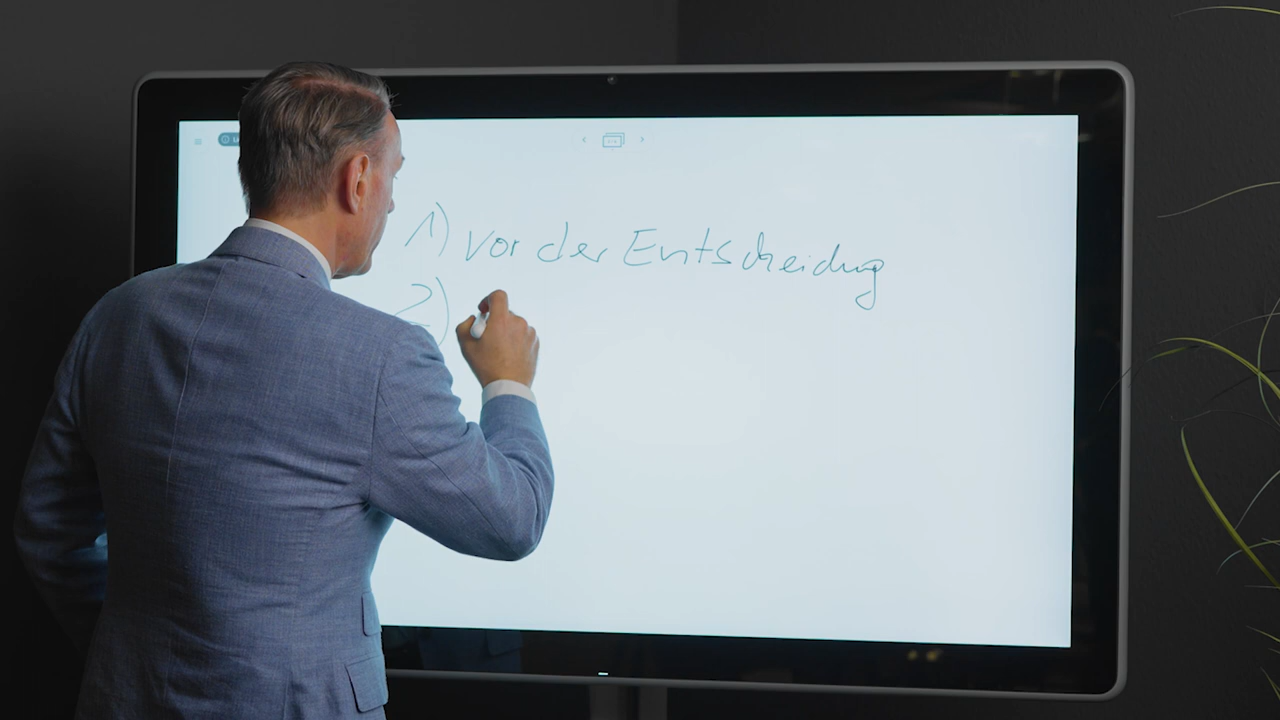 1) vor der Entscheidung
2)